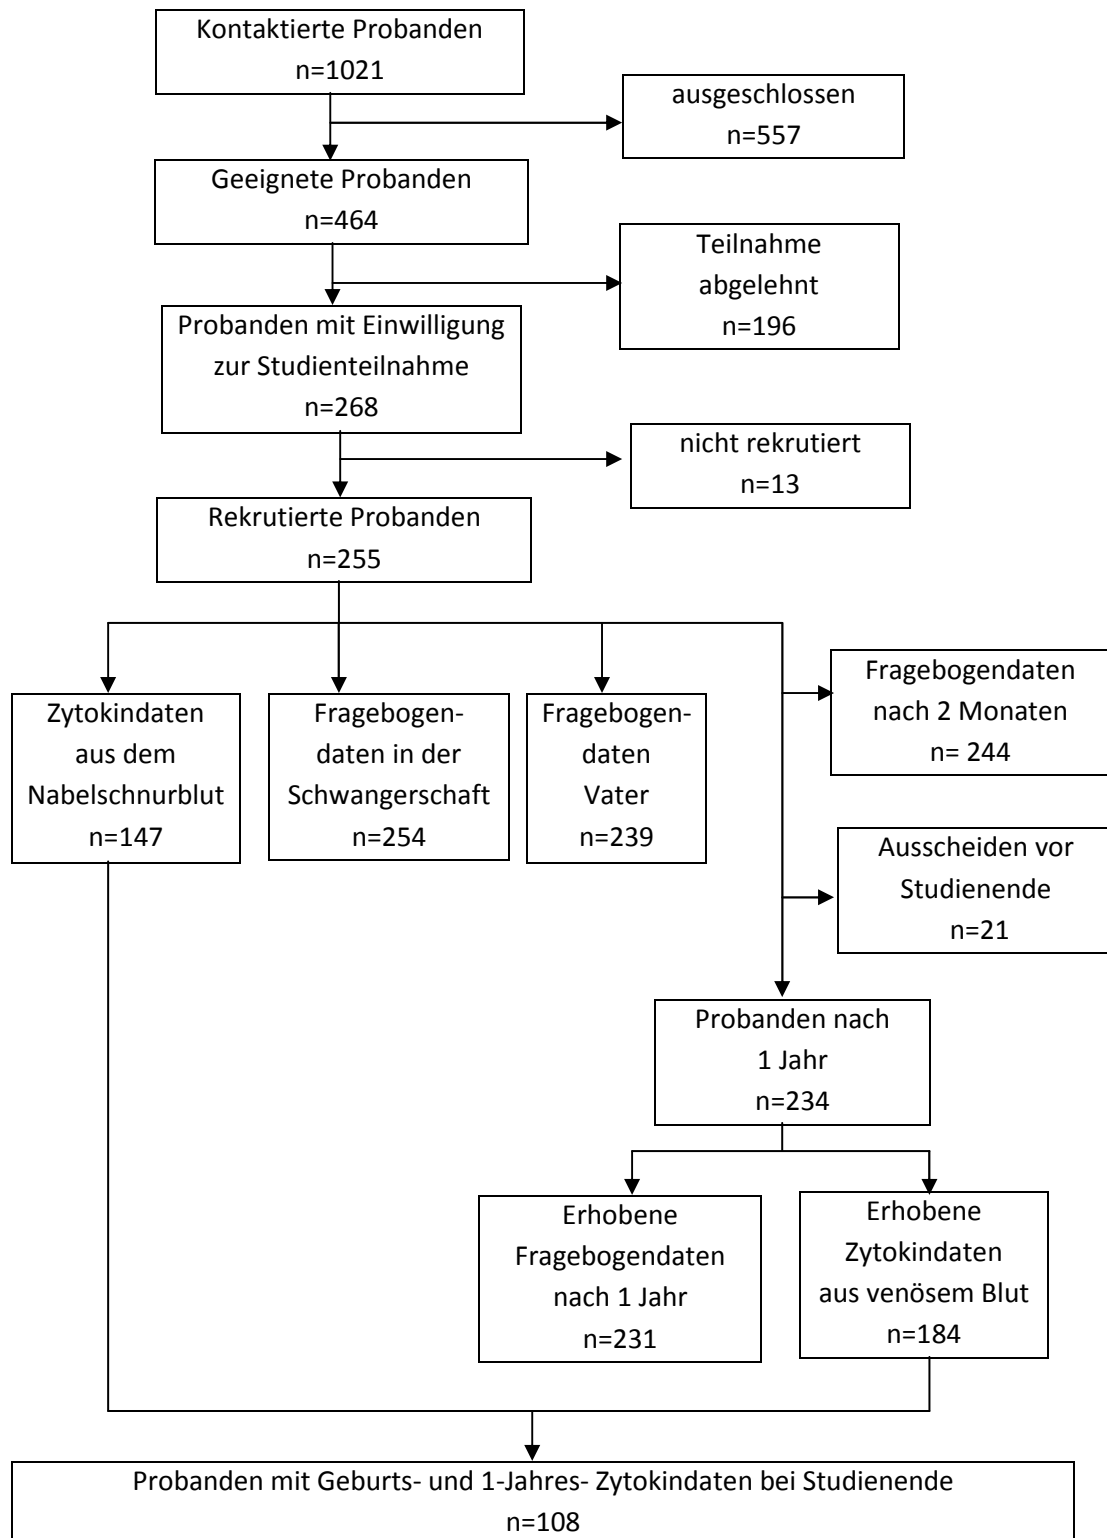 Kontaktierte Probanden
n=1021
ausgeschlossen
n=557
Geeignete Probanden
n=464
Teilnahme
abgelehnt
n=196
Probanden mit Einwilligung
zur Studienteilnahme
n=268
nicht rekrutiert
n=13
Rekrutierte Probanden
n=255
Zytokindaten
aus dem
Nabelschnurblut
n=147
Fragebogen-
daten in der
Schwangerschaft
n=254
Fragebogen-
daten
Vater
n=239
Fragebogendaten
nach 2 Monaten
n= 244
Ausscheiden vor
Studienende
n=21
Probanden nach
1 Jahr
n=234
Erhobene
Fragebogendaten
nach 1 Jahr
n=231
Erhobene
Zytokindaten
aus venösem Blut
n=184
Probanden mit Geburts- und 1-Jahres- Zytokindaten bei Studienende
n=108